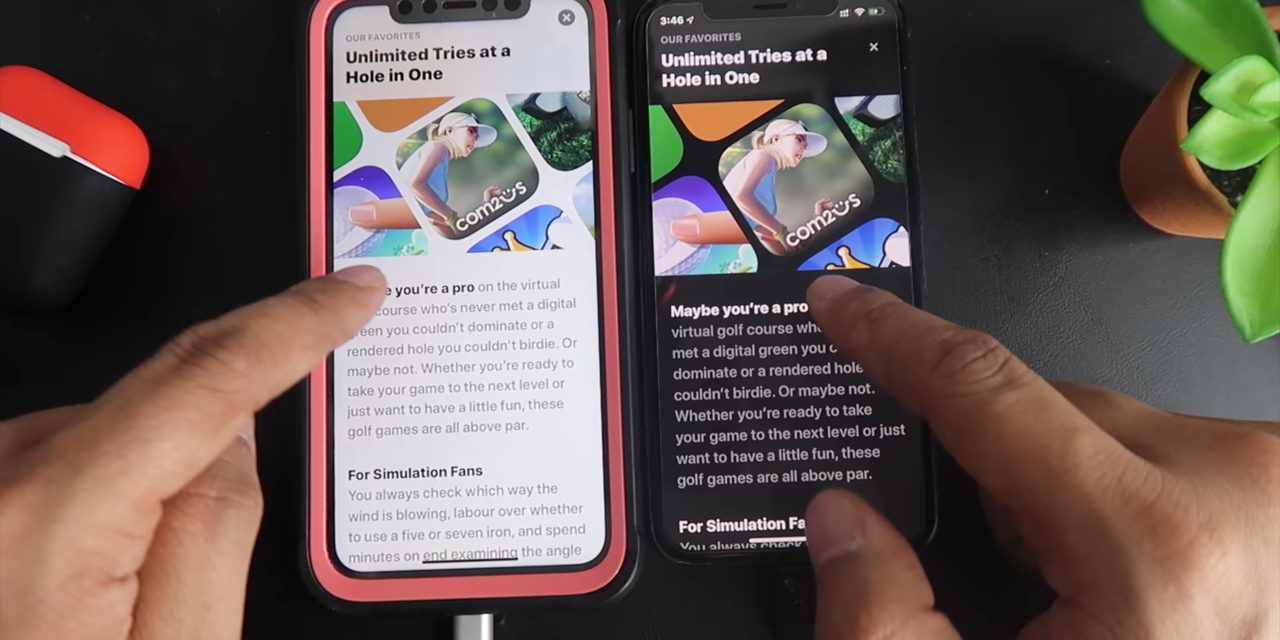 OUR FAVORITES
Unlimited Tries at a
Hole in One
com2us
e you're a pro on the virtual
course who's never met a digital
een you couldn't dominate or a
rendered hole you couldn't birdie. Or
maybe not. Whether you're ready to
take your game to the next level or
just want to have a little fun, these
golf games are all above par.
For Simulation Fans
You always check which way the
wind is blowing, labour over whether
to use a five or seven iron, and spend
minutes on end examining the angle
3:46
OUR FAVORITES
Unlimited Tries at a
Hole in One
com2us
Maybe you're a pro
virtual golf course who
met a digital green you c
dominate or a rendered hole
couldn't birdie. Or maybe not.
Whether you're ready to take
your game to the next level or just
want to have a little fun, these
golf games are all above par.
For Simulation Fa
You always check